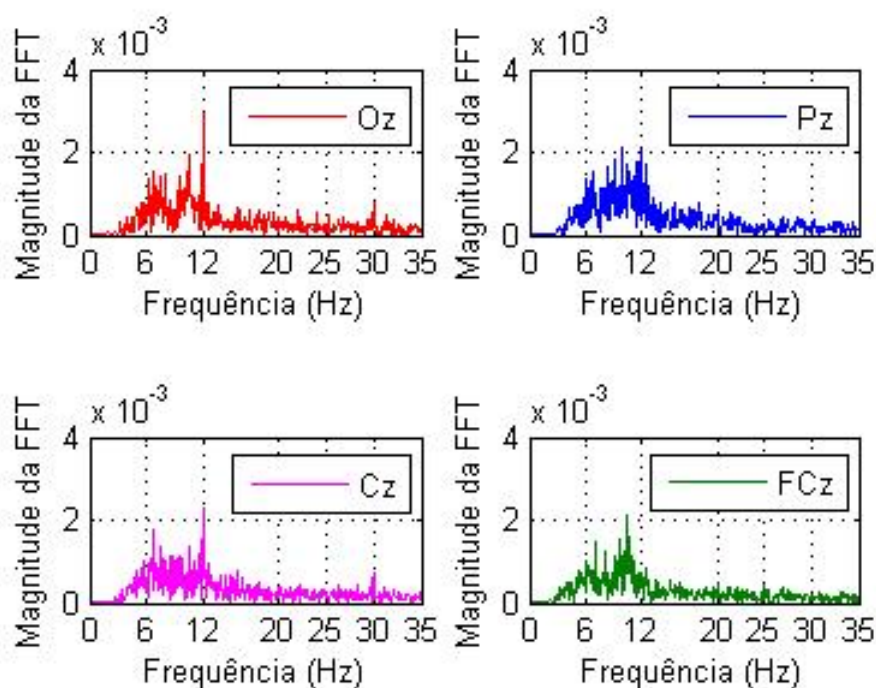 x 10⁻³
Magnitude da FFT
4
2
0
Oz
0 6 12 20 25 30 35
Frequência (Hz)
x 10⁻³
Magnitude da FFT
4
2
0
Pz
0 6 12 20 25 30 35
Frequência (Hz)
x 10⁻³
Magnitude da FFT
4
2
0
Cz
0 6 12 20 25 30 35
Frequência (Hz)
x 10⁻³
Magnitude da FFT
4
2
0
FCz
0 6 12 20 25 30 35
Frequência (Hz)